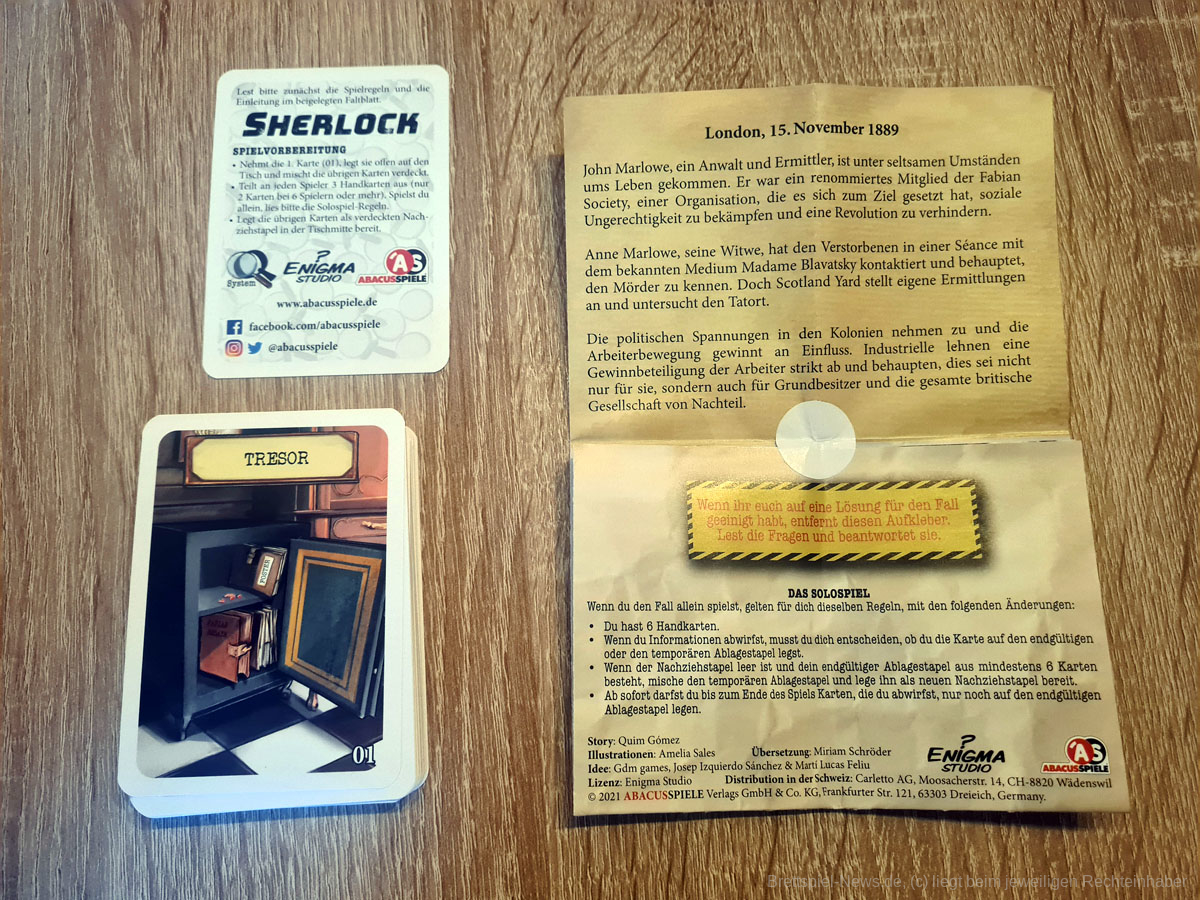 Lest bitte zunächst die Spielregeln und die
Einleitung im beigelegten Faltblatt.
SHERLOCK
SPIELVORBEREITUNG
• Nehmt die 1. Karte (01), legt sie offen auf den
Tisch und mischt die übrigen Karten verdeckt.
• Teilt an jeden Spieler 3 Handkarten aus (nur
2 Karten bei 6 Spielern oder mehr). Spielst du
allein, lies bitte die Solospiel-Regeln.
• Legt die übrigen Karten als verdeckten Nach-
ziehstapel in der Tischmitte bereit.
System
ENIGMA
STUDIO
AS
ABACUSSPIELE
www.abacusspiele.de
facebook.com/abacusspiele
@abacusspiele
TRESOR
POSTEN
01
London, 15. November 1889
John Marlowe, ein Anwalt und Ermittler, ist unter seltsamen Umständen
ums Leben gekommen. Er war ein renommiertes Mitglied der Fabian
Society, einer Organisation, die es sich zum Ziel gesetzt hat, soziale
Ungerechtigkeit zu bekämpfen und eine Revolution zu verhindern.
Anne Marlowe, seine Witwe, hat den Verstorbenen in einer Séance mit
dem bekannten Medium Madame Blavatsky kontaktiert und behauptet,
den Mörder zu kennen. Doch Scotland Yard stellt eigene Ermittlungen
an und untersucht den Tatort.
Die politischen Spannungen in den Kolonien nehmen zu und die
Arbeiterbewegung gewinnt an Einfluss. Industrielle lehnen eine
Gewinnbeteiligung der Arbeiter strikt ab und behaupten, dies sei nicht
nur für sie, sondern auch für Grundbesitzer und die gesamte britische
Gesellschaft von Nachteil.
Wenn ihr euch auf eine Lösung für den Fall
geeinigt habt, entfernt diesen Aufkleber.
Lest die Fragen und beantwortet sie.
DAS SOLOSPIEL
Wenn du den Fall allein spielst, gelten für dich dieselben Regeln, mit den folgenden Änderungen:
• Du hast 6 Handkarten.
• Wenn du Informationen abwirfst, musst du dich entscheiden, ob du die Karte auf den endgültigen
oder den temporären Ablagestapel legst.
• Wenn der Nachziehstapel leer ist und dein endgültiger Ablagestapel aus mindestens 6 Karten
besteht, mische den temporären Ablagestapel und lege ihn als neuen Nachziehstapel bereit.
• Ab sofort darfst du bis zum Ende des Spiels Karten, die du abwirfst, nur noch auf den endgültigen
Ablagestapel legen.
Story: Quim Gómez
Illustrationen: Amelia Sales Übersetzung: Miriam Schröder
Idee: Gdm games, Josep Izquierdo Sánchez & Martí Lucas Feliu
Lizenz: Enigma Studio Distribution in der Schweiz: Carletto AG, Moosacherstr. 14, CH-8820 Wädenswil
© 2021 ABACUSSPIELE Verlags GmbH & Co. KG, Frankfurter Str. 121, 63303 Dreieich, Germany.
ENIGMA
STUDIO
AS
ABACUSSPIELE
Brettspiel-News.de, (c) liegt beim jeweiligen Rechteinhaber